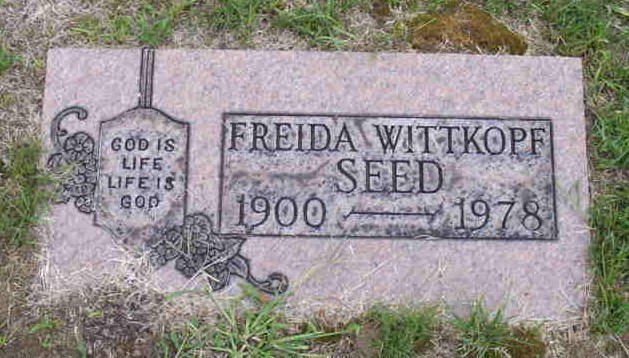 GOD IS
LIFE
LIFE IS
GOD
FREIDA WITTKOPF
SEED
1900 — 1978